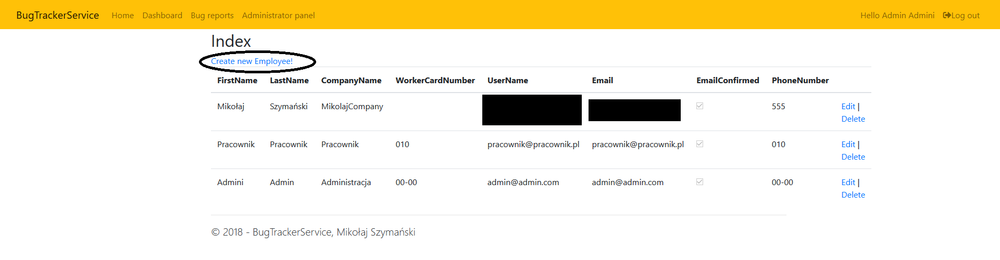 BugTrackerService Home Dashboard Bug reports Administrator panel Hello Admin Admini Log out
Index
Create new Employee!
FirstName LastName CompanyName WorkerCardNumber UserName Email EmailConfirmed PhoneNumber
Mikołaj Szymański MikolajCompany 555 Edit |
Delete
Pracownik Pracownik Pracownik 010 pracownik@pracownik.pl pracownik@pracownik.pl 010 Edit |
Delete
Admini Admin Administracja 00-00 admin@admin.com admin@admin.com 00-00 Edit |
Delete
© 2018 - BugTrackerService, Mikołaj Szymański